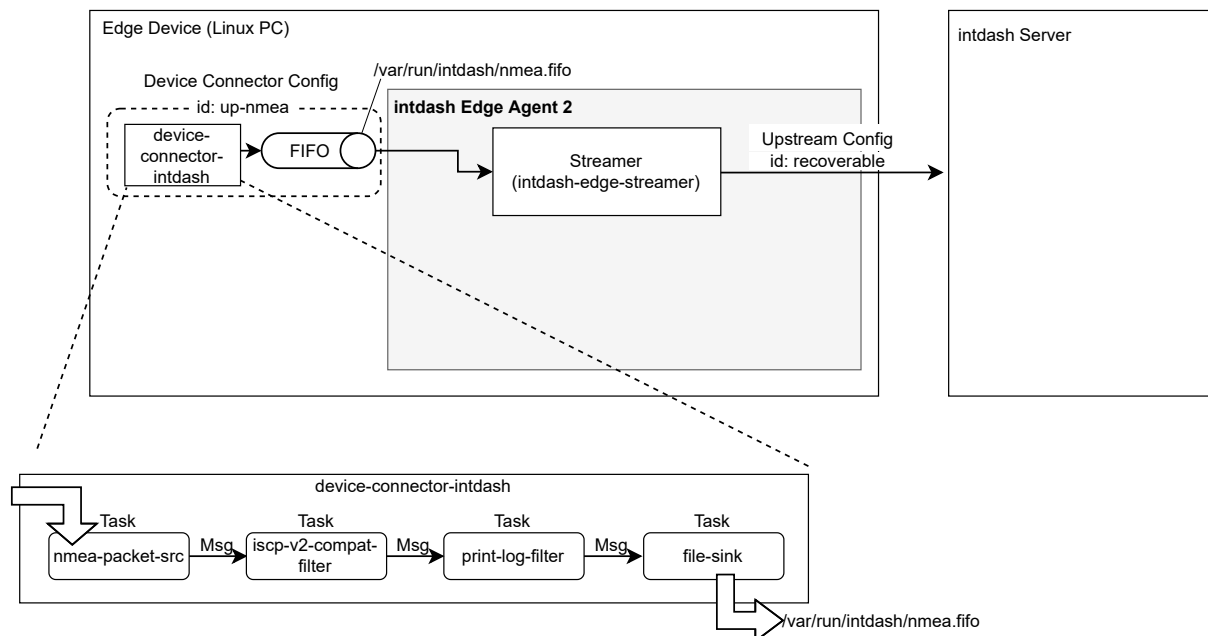 Edge Device (Linux PC)
intdash Server
/var/run/intdash/nmea.fifo
Device Connector Config
id: up-nmea
intdash Edge Agent 2
device-
connector-
intdash
FIFO
Streamer
(intdash-edge-streamer)
Upstream Config
id: recoverable
device-connector-intdash
Task
Task
Task
Task
nmea-packet-src
Msg
iscp-v2-compat-
filter
Msg
print-log-filter
Msg
file-sink
/var/run/intdash/nmea.fifo